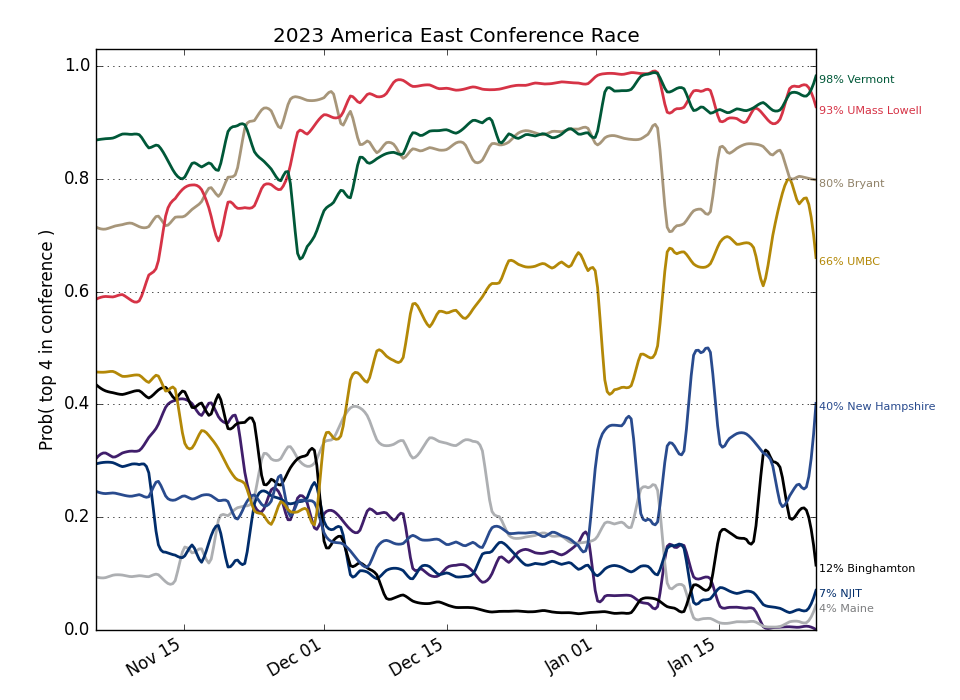 2023 America East Conference Race
Prob( top 4 in conference )
1.0
0.8
0.6
0.4
0.2
0.0
Nov 15
Dec 01
Dec 15
Jan 01
Jan 15
98% Vermont
93% UMass Lowell
80% Bryant
66% UMBC
40% New Hampshire
12% Binghamton
7% NJIT
4% Maine